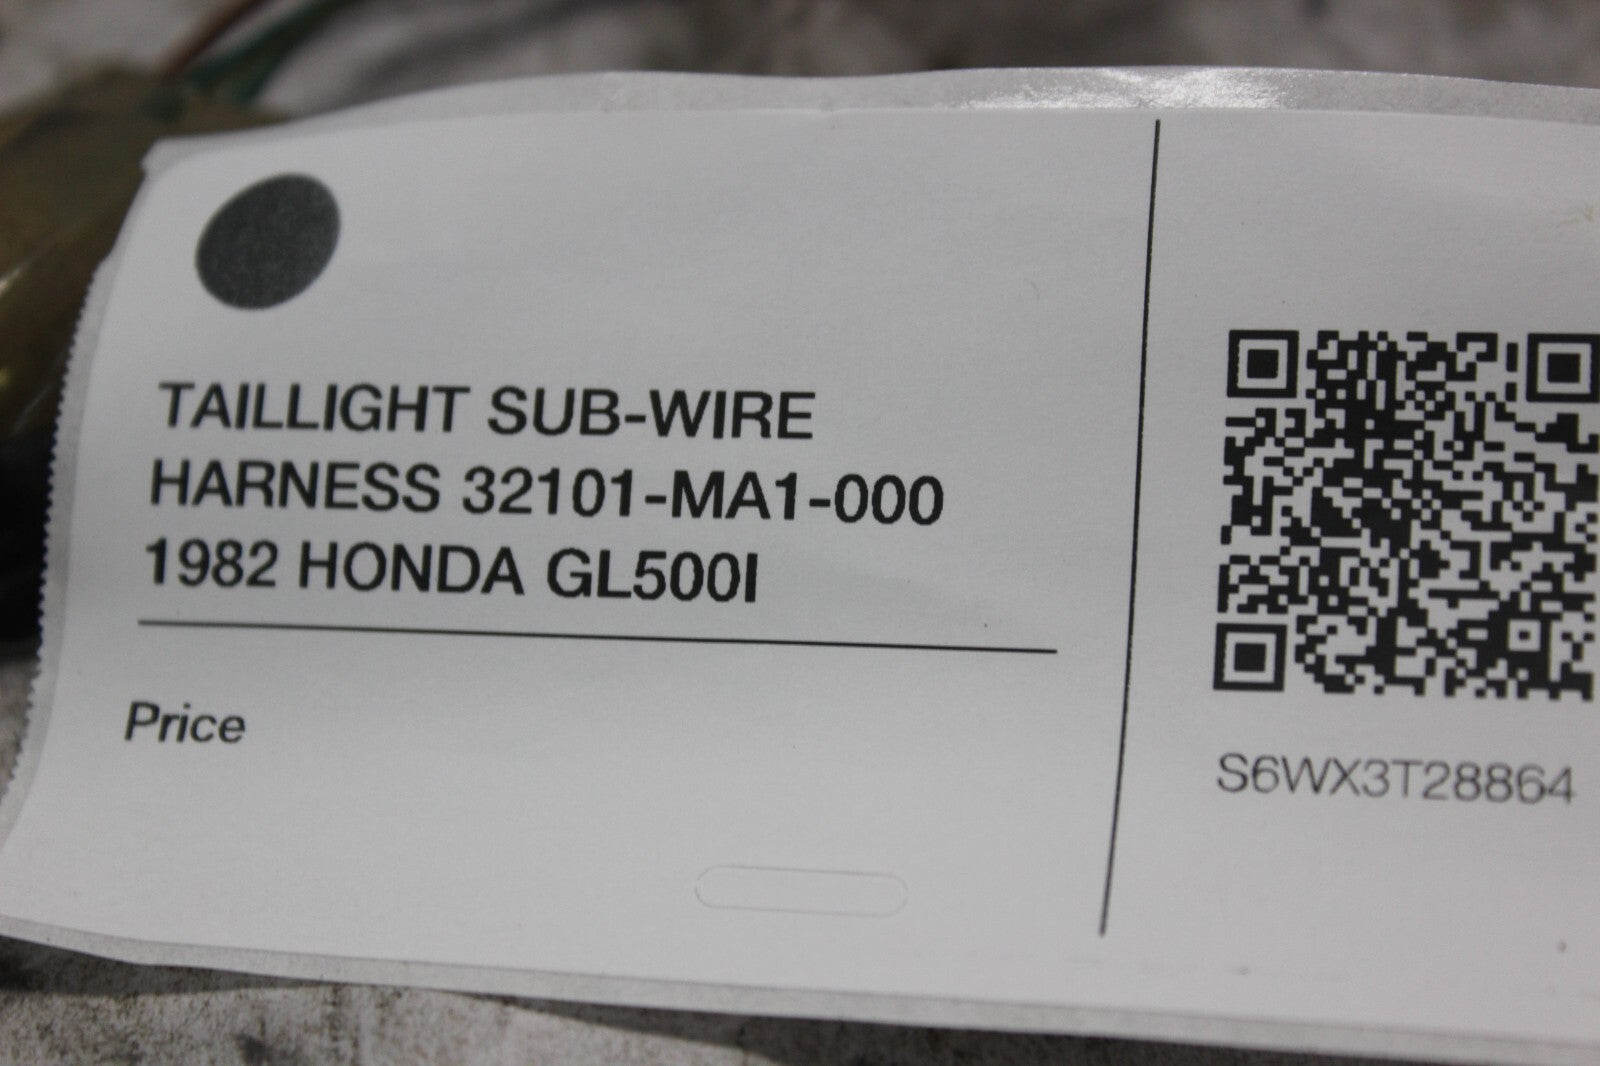 TAILLIGHT SUB-WIRE
HARNESS 32101-MA1-000
1982 HONDA GL500I
Price
S6WX3T28864